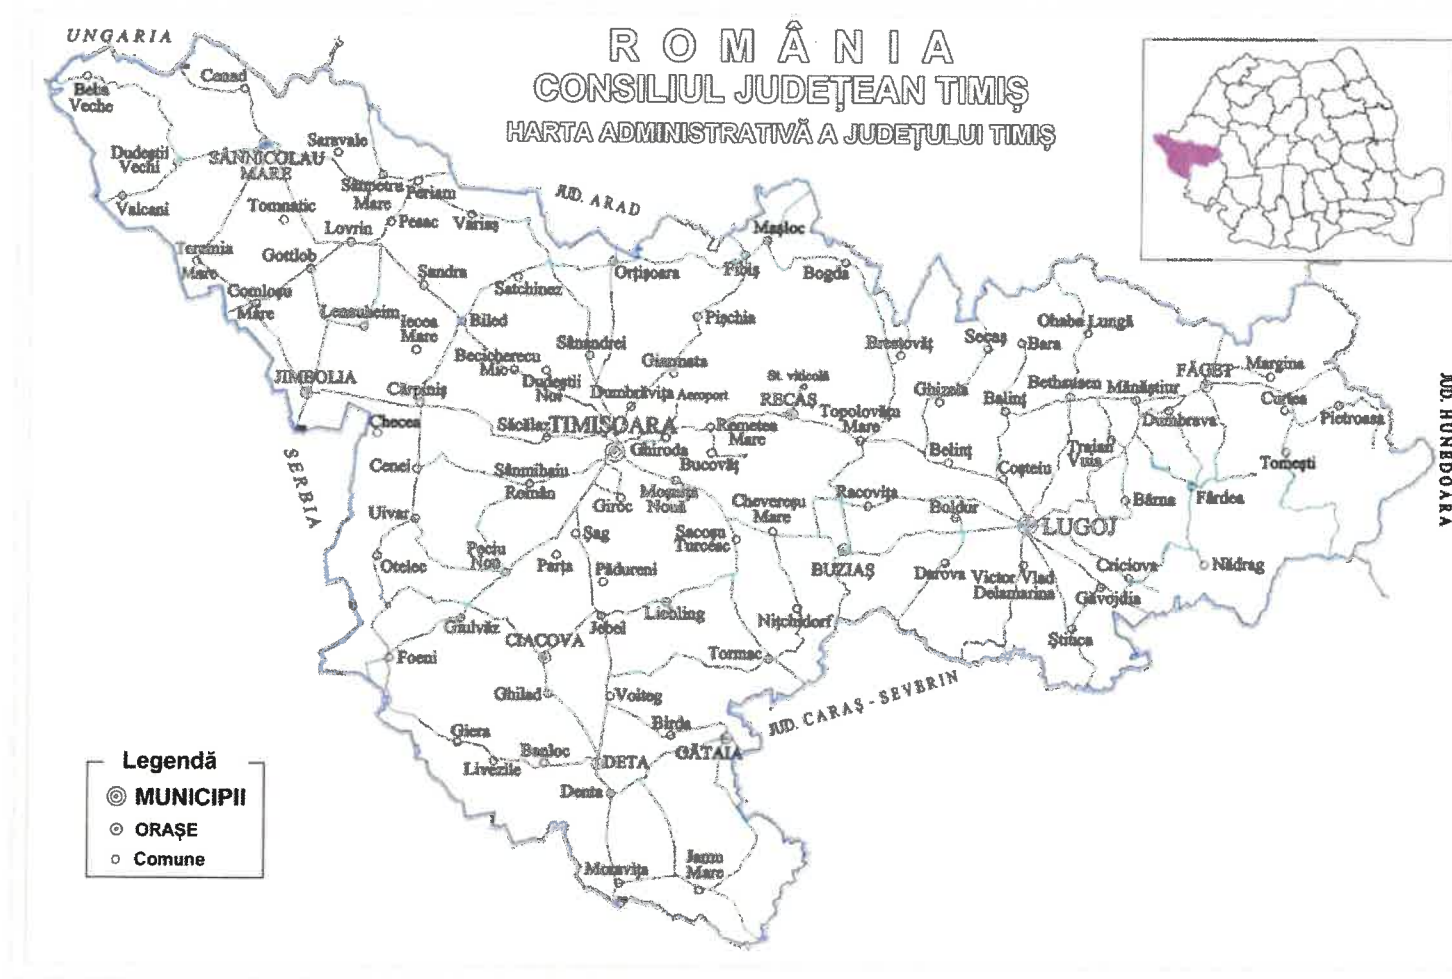 UNGARIA
ROMÂNIA
CONSILIUL JUDEȚEAN TIMIȘ
HARTA ADMINISTRATIVĂ A JUDEȚULUI TIMIȘ
Cenad
Beba
Veche
Saravale
Dudeștii
Vechi
SÂNNICOLAU
MARE
Sânpetru
Mare
Periam
JUD. ARAD
Valcani
Tomnatic
Pesac
Variaș
Lovrin
Mașloc
Teremia
Mare
Gottlob
Șandra
Orțișoara
Fibiș
Bogda
Satchinez
Comloșu
Mare
Lenauheim
Iecea
Mare
Biled
Pișchia
Ohaba Lungă
Sânandrei
Brestovăț
Secaș
Bara
Becicherecu
Mic
Giarmata
FĂGET
Margina
JUD. HUNEDOARA
JIMBOLIA
Cărpiniș
Dudeștii
Noi
Dumbrăvița
Aeroport
St. viticolă
RECAȘ
Ghizela
Bethausen
Mănăștiur
Balinț
Curtea
Pietroasa
Checea
Săcălaz
TIMIȘOARA
Remetea
Mare
Topolovățu
Mare
Dumbrava
SERBIA
Cenei
Sânmihaiu
Român
Ghiroda
Bucovăț
Belinț
Coșteiu
Traian
Vuia
Tomești
Giroc
Moșnița
Nouă
Chevereșu
Mare
Racovița
Boldur
Bârna
Fârdea
Uivar
Șag
Sacoșu
Turcesc
LUGOJ
Otelec
Peciu
Nou
Parța
Pădureni
BUZIAȘ
Darova
Victor Vlad
Delamarina
Criciova
Nădrag
Gavojdia
Giulvăz
CIACOVA
Jebel
Liebling
Nițchidorf
Știuca
Foeni
Tormac
Ghilad
Voiteg
JUD. CARAȘ - SEVERIN
Giera
Birda
Livezile
Banloc
DETA
GĂTAIA
Denta
Moravița
Jamu
Mare
Legendă
MUNICIPII
ORAȘE
Comune